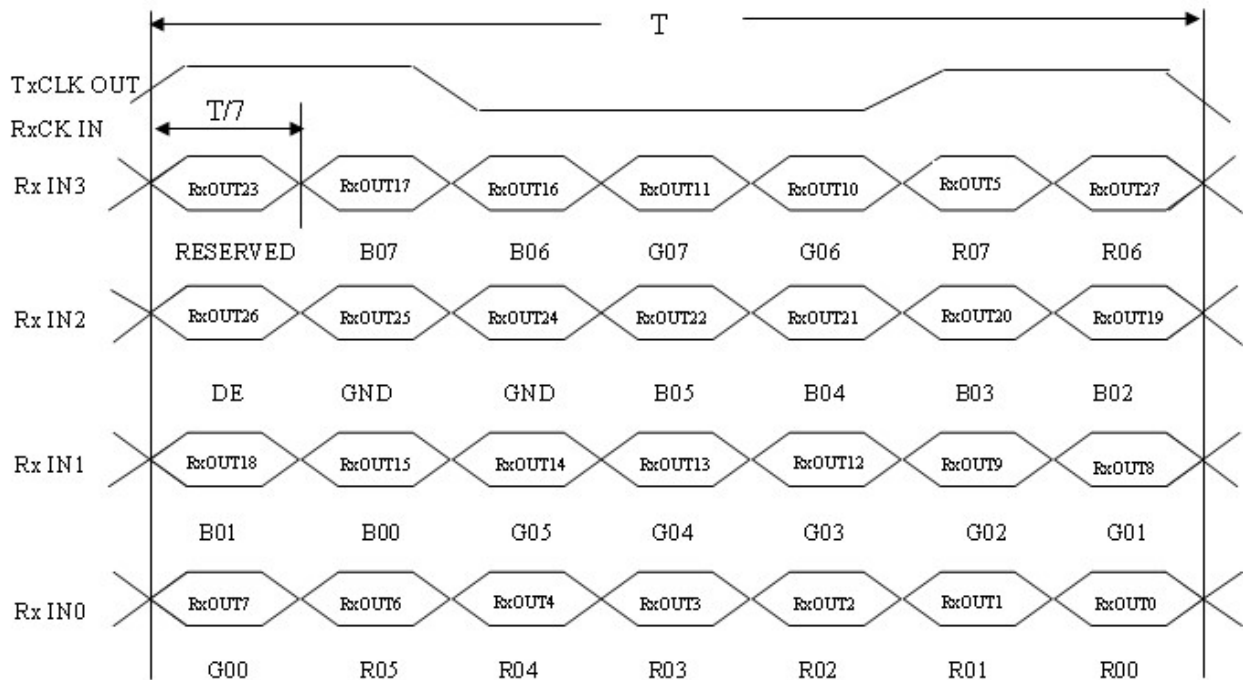 T
TxCLK OUT
T/7
RxCK IN
Rx IN3 RxOUT23 RxOUT17 RxOUT16 RxOUT11 RxOUT10 RxOUT5 RxOUT27
RESERVED B07 B06 G07 G06 R07 R06
Rx IN2 RxOUT26 RxOUT25 RxOUT24 RxOUT22 RxOUT21 RxOUT20 RxOUT19
DE GND GND B05 B04 B03 B02
Rx IN1 RxOUT18 RxOUT15 RxOUT14 RxOUT13 RxOUT12 RxOUT9 RxOUT8
B01 B00 G05 G04 G03 G02 G01
Rx IN0 RxOUT7 RxOUT6 RxOUT4 RxOUT3 RxOUT2 RxOUT1 RxOUT0
G00 R05 R04 R03 R02 R01 R00